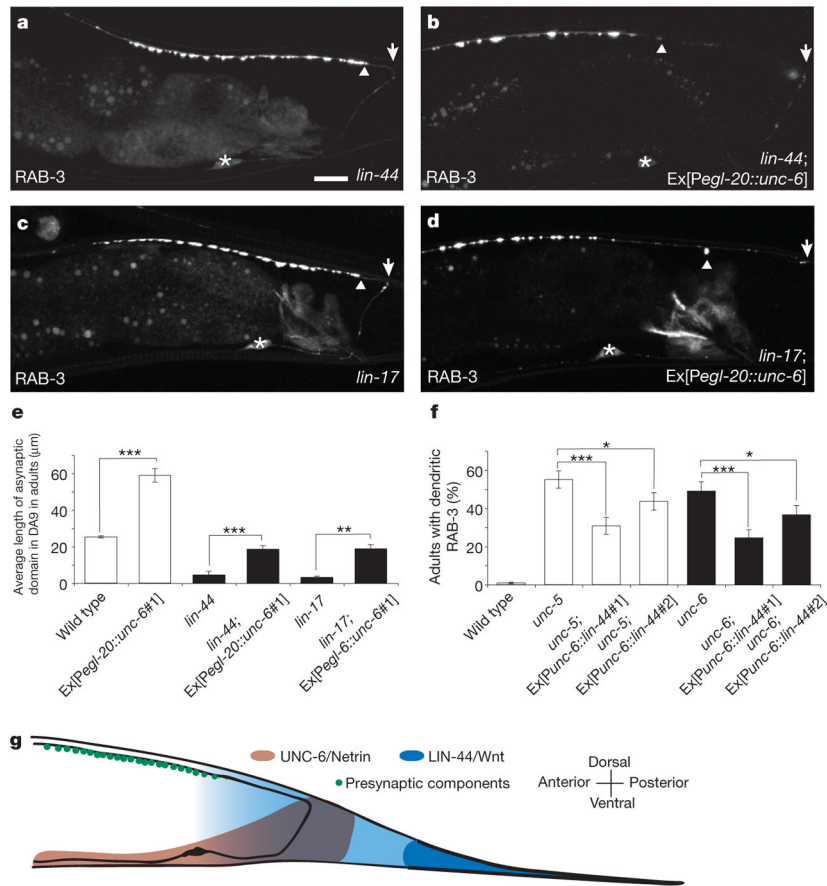 a
RAB-3
*
lin-44
b
RAB-3
*
lin-44;
Ex[Pegl-20::unc-6]
c
RAB-3
*
lin-17
d
RAB-3
*
lin-17;
Ex[Pegl-20::unc-6]
e
Average length of asynaptic
domain in DA9 in adults (μm)
60
40
20
0
***
***
**
Wild type
Ex[Pegl-20::unc-6#1]
lin-44
lin-44;
Ex[Pegl-20::unc-6#1]
lin-17
lin-17;
Ex[Pegl-6::unc-6#1]
f
Adults with dendritic
RAB-3 (%)
60
40
20
0
*
***
*
***
Wild type
unc-5
unc-5;
Ex[Punc-6::lin-44#1]
unc-5;
Ex[Punc-6::lin-44#2]
unc-6
unc-6;
Ex[Punc-6::lin-44#1]
unc-6;
Ex[Punc-6::lin-44#2]
g
UNC-6/Netrin
LIN-44/Wnt
Presynaptic components
Dorsal
Anterior
Posterior
Ventral